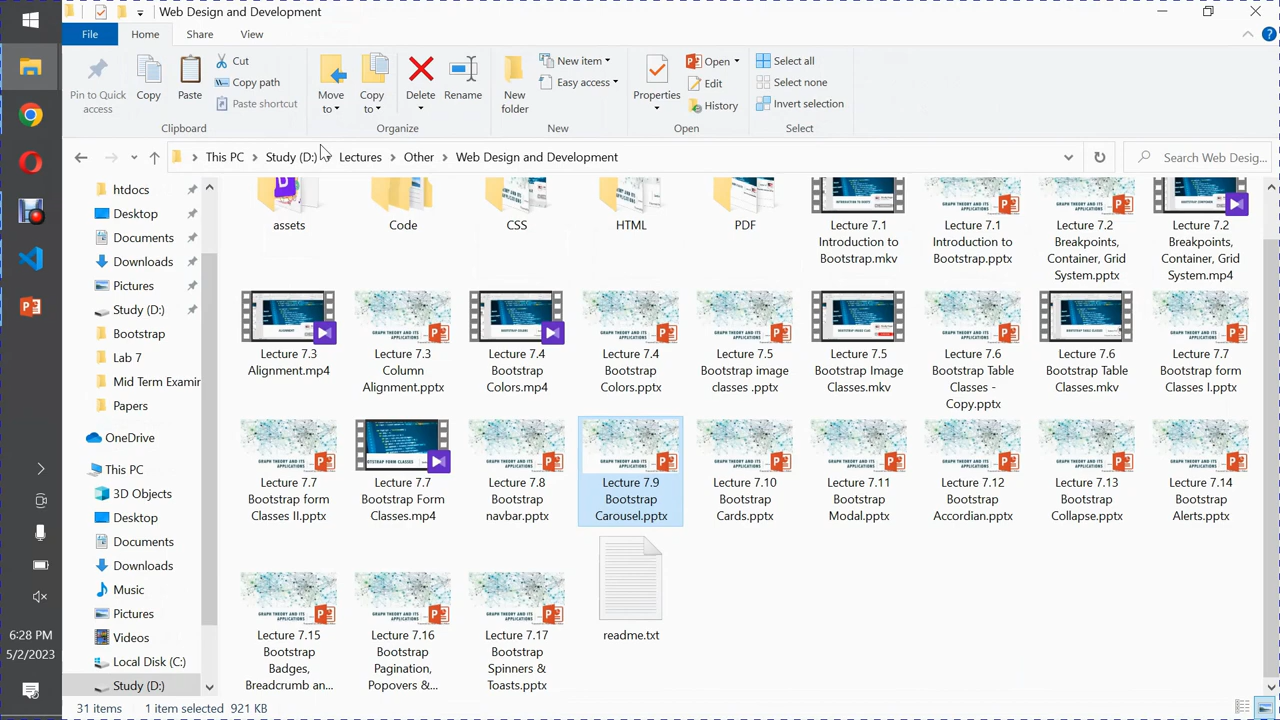 Web Design and Development
File Home Share View
Pin to Quick access
Copy
Paste
Cut
Copy path
Paste shortcut
Clipboard
Move to
Copy to
Delete
Rename
Organize
New folder
New item
Easy access
New
Properties
Open
Edit
History
Open
Select all
Select none
Invert selection
Select
This PC Study (D:) Lectures Other Web Design and Development
Search Web Desig...
htdocs
Desktop
Documents
Downloads
Pictures
Study (D:)
Bootstrap
Lab 7
Mid Term Examin
Papers
OneDrive
This PC
3D Objects
Desktop
Documents
Downloads
Music
Pictures
Videos
Local Disk (C:)
Study (D:)
assets
Code
CSS
HTML
PDF
Lecture 7.1
Introduction to
Bootstrap.mkv
Lecture 7.1
Introduction to
Bootstrap.pptx
Lecture 7.2
Breakpoints,
Container, Grid
System.pptx
Lecture 7.2
Breakpoints,
Container, Grid
System.mp4
Lecture 7.3
Alignment.mp4
Lecture 7.3
Column
Alignment.pptx
Lecture 7.4
Bootstrap
Colors.mp4
Lecture 7.4
Bootstrap
Colors.pptx
Lecture 7.5
Bootstrap image
classes .pptx
Lecture 7.5
Bootstrap Image
Classes.mkv
Lecture 7.6
Bootstrap Table
Classes -
Copy.pptx
Lecture 7.6
Bootstrap Table
Classes.mkv
Lecture 7.7
Bootstrap form
Classes I.pptx
Lecture 7.7
Bootstrap form
Classes II.pptx
Lecture 7.7
Bootstrap Form
Classes.mp4
Lecture 7.8
Bootstrap
navbar.pptx
Lecture 7.9
Bootstrap
Carousel.pptx
Lecture 7.10
Bootstrap
Cards.pptx
Lecture 7.11
Bootstrap
Modal.pptx
Lecture 7.12
Bootstrap
Accordian.pptx
Lecture 7.13
Bootstrap
Collapse.pptx
Lecture 7.14
Bootstrap
Alerts.pptx
Lecture 7.15
Bootstrap
Badges,
Breadcrumb an...
Lecture 7.16
Bootstrap
Pagination,
Popovers &...
Lecture 7.17
Bootstrap
Spinners &
Toasts.pptx
readme.txt
6:28 PM
5/2/2023
31 items 1 item selected 921 KB